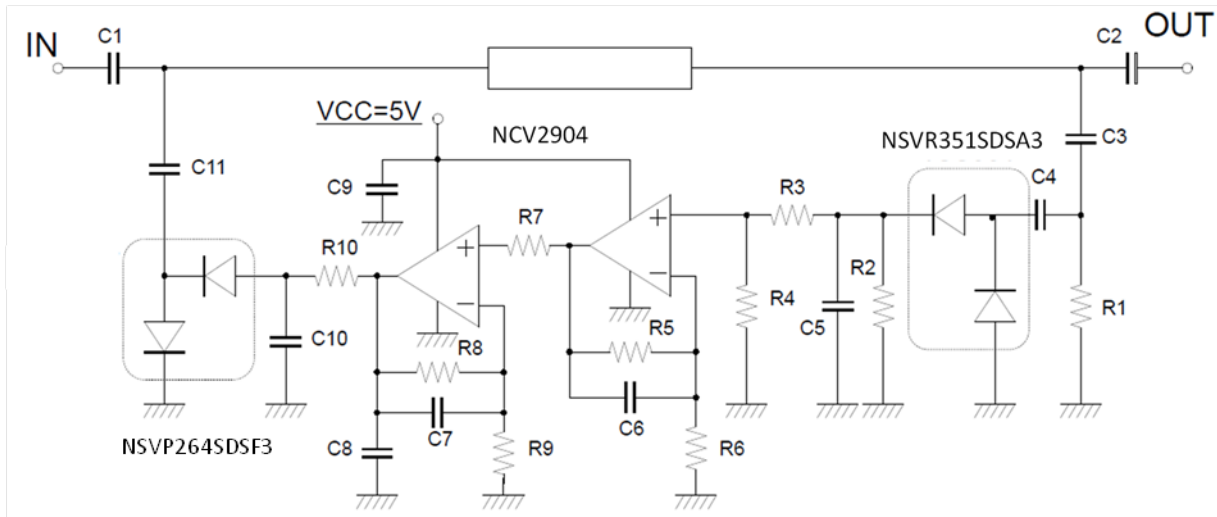 IN
C1
C2
OUT
VCC=5V
NCV2904
NSVR351SDSA3
C3
C11
C9
C4
R3
R7
R10
R2
R4
C5
R1
C10
R5
R8
C6
C7
C8
R9
R6
NSVP264SDSF3
+
−
+
−